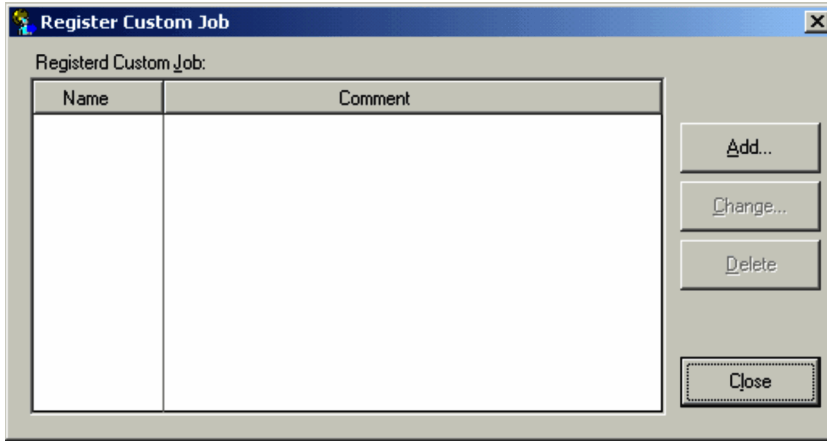 Register Custom Job
Registerd Custom Job:
Name Comment
Add...
Change...
Delete
Close